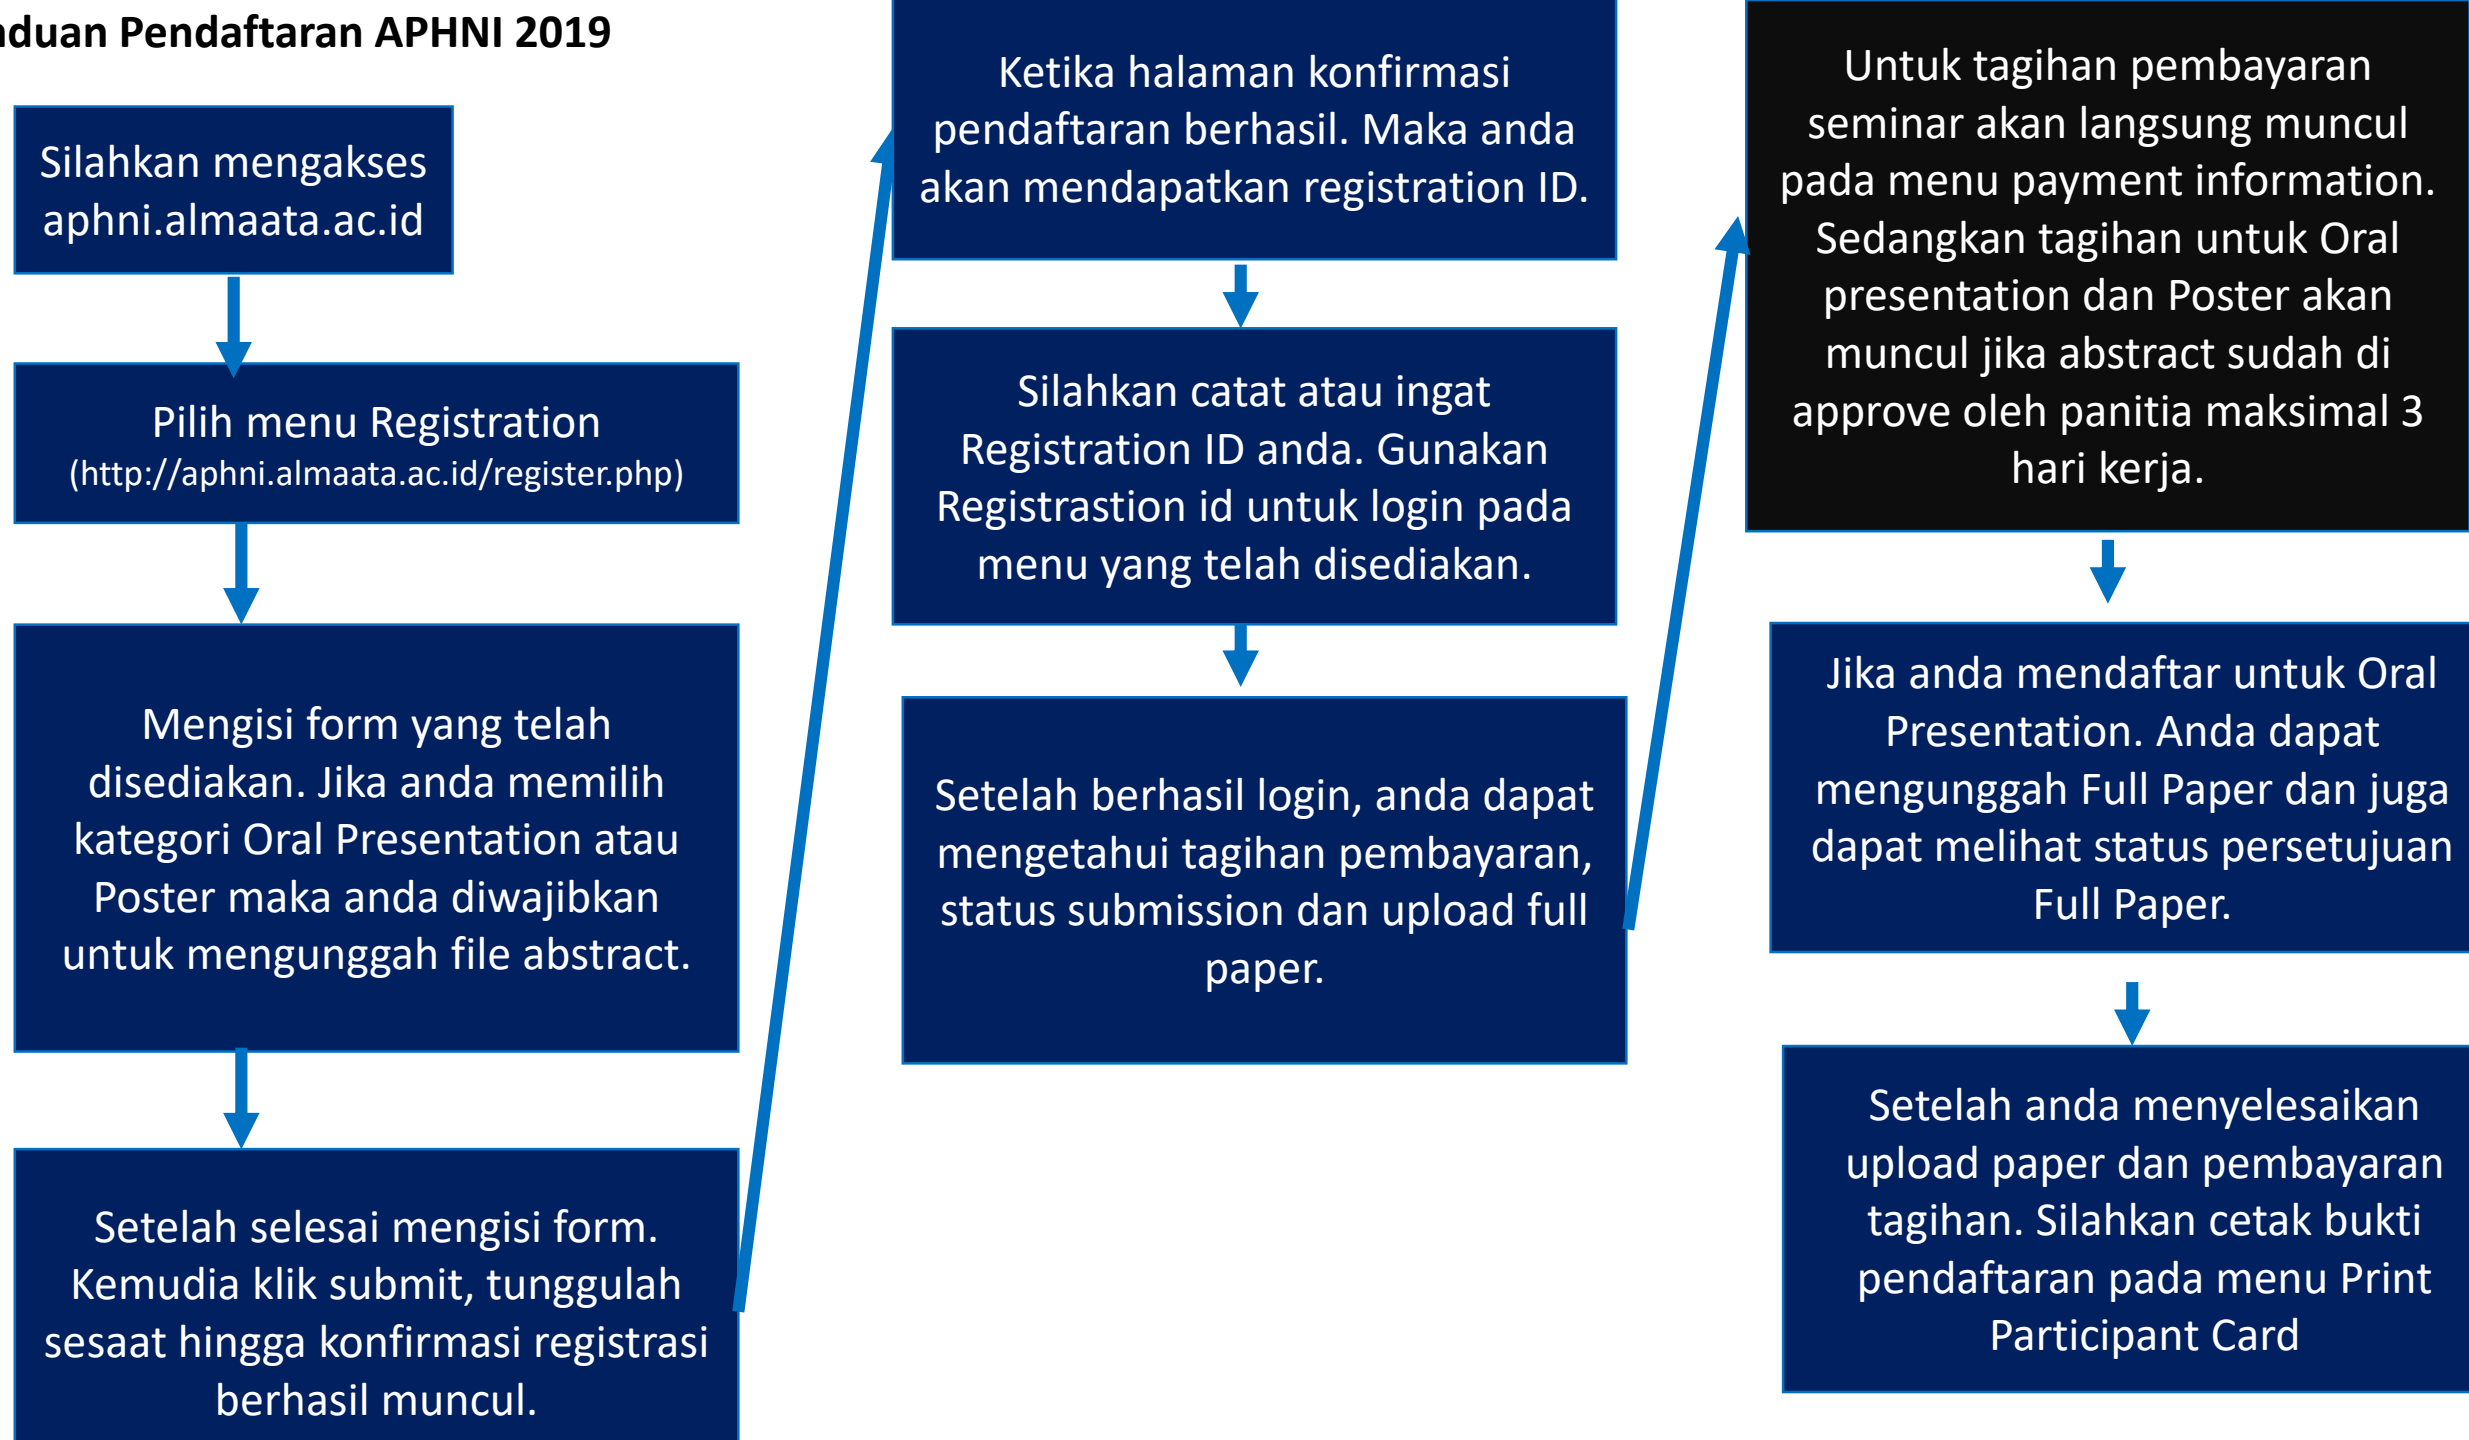 Pendaftaran APHNI 2019
Silahkan mengakses
aphni.almaata.ac.id
Pilih menu Registration
(http://aphni.almaata.ac.id/register.php)
Mengisi form yang telah
disediakan. Jika anda memilih
kategori Oral Presentation atau
Poster maka anda diwajibkan
untuk mengunggah file abstract.
Setelah selesai mengisi form.
Kemudia klik submit, tunggulah
sesaat hingga konfirmasi registrasi
berhasil muncul.
Ketika halaman konfirmasi
pendaftaran berhasil. Maka anda
akan mendapatkan registration ID.
Silahkan catat atau ingat
Registration ID anda. Gunakan
Registrastion id untuk login pada
menu yang telah disediakan.
Setelah berhasil login, anda dapat
mengetahui tagihan pembayaran,
status submission dan upload full
paper.
Untuk tagihan pembayaran
seminar akan langsung muncul
pada menu payment information.
Sedangkan tagihan untuk Oral
presentation dan Poster akan
muncul jika abstract sudah di
approve oleh panitia maksimal 3
hari kerja.
Jika anda mendaftar untuk Oral
Presentation. Anda dapat
mengunggah Full Paper dan juga
dapat melihat status persetujuan
Full Paper.
Setelah anda menyelesaikan
upload paper dan pembayaran
tagihan. Silahkan cetak bukti
pendaftaran pada menu Print
Participant Card